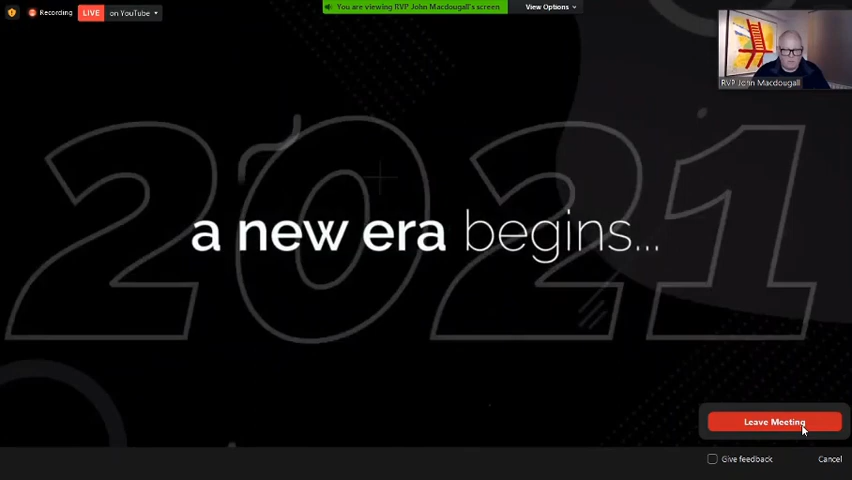 Recording
LIVE on YouTube
You are viewing RVP John Macdougall's screen
View Options
RVP John Macdougall
2021
a new era begins...
Leave Meeting
Give feedback
Cancel